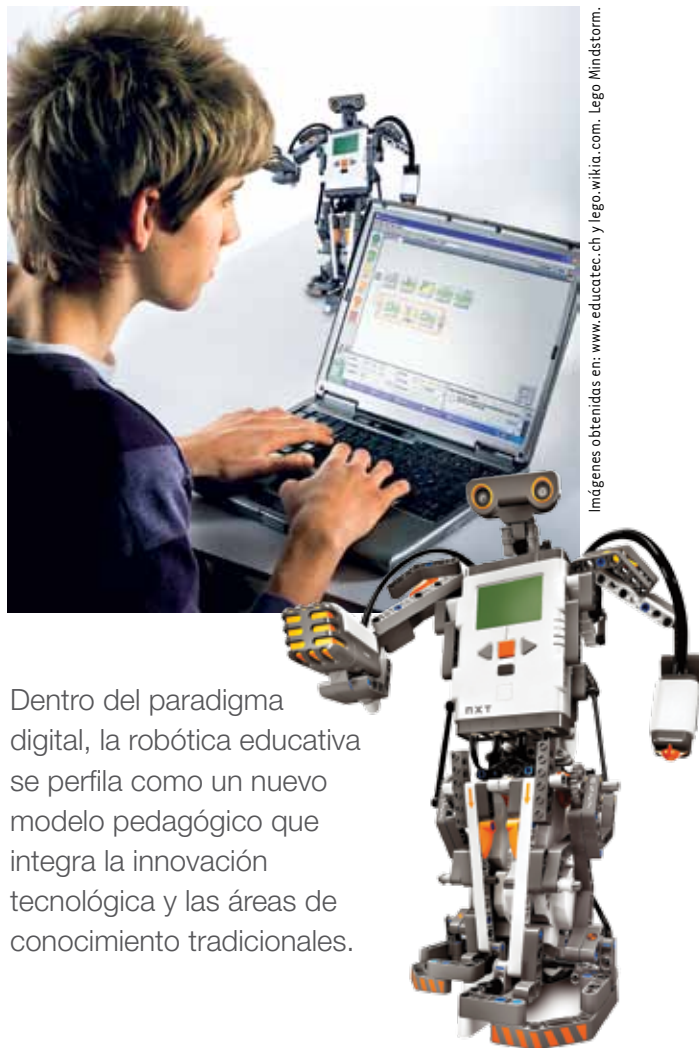 Imágenes obtenidas en: www.educatec.ch y lego.wikia.com. Lego Mindstorm.
Dentro del paradigma
digital, la robótica educativa
se perfila como un nuevo
modelo pedagógico que
integra la innovación
tecnológica y las áreas de
conocimiento tradicionales.
NXT